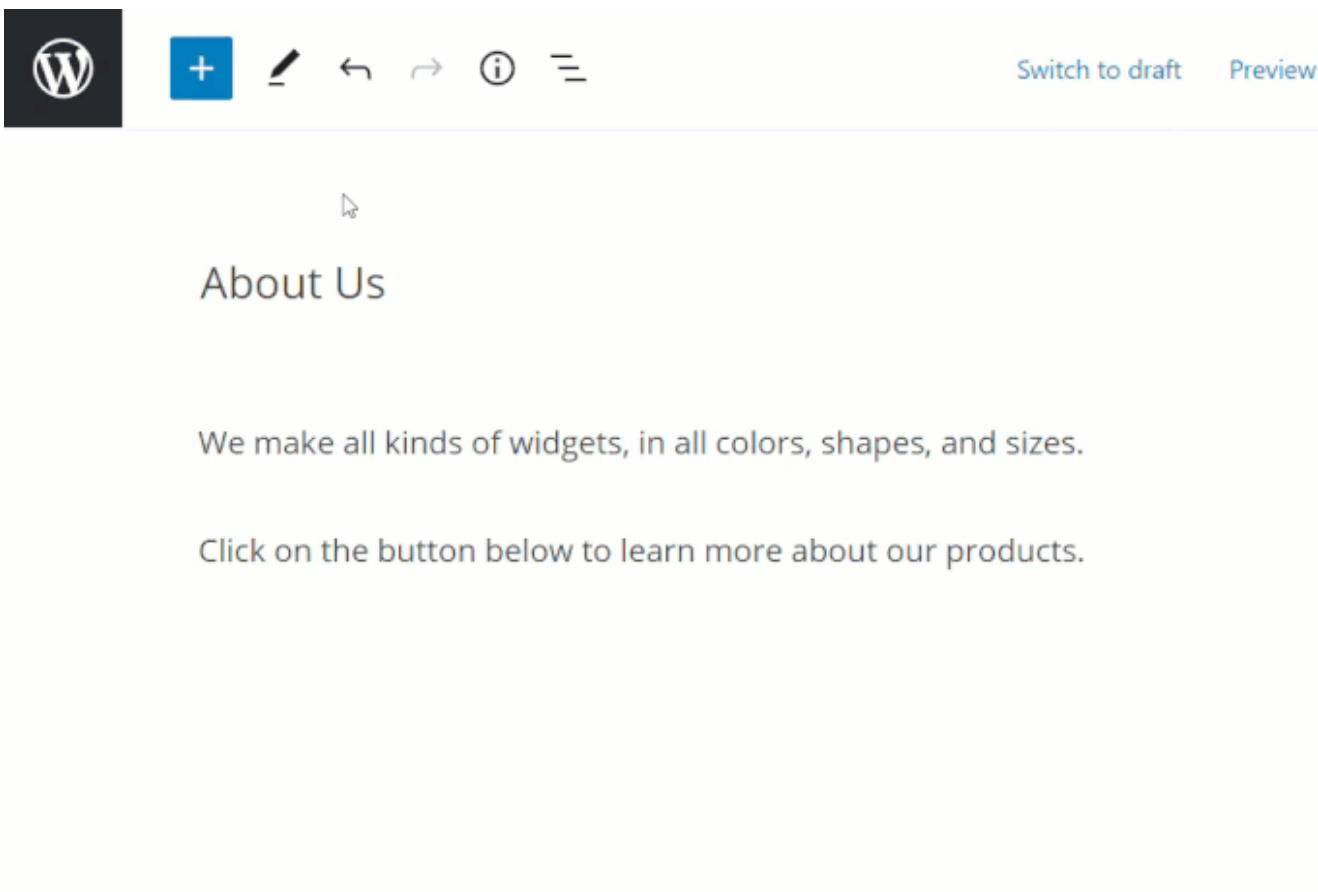 Switch to draft Preview
About Us
We make all kinds of widgets, in all colors, shapes, and sizes.
Click on the button below to learn more about our products.